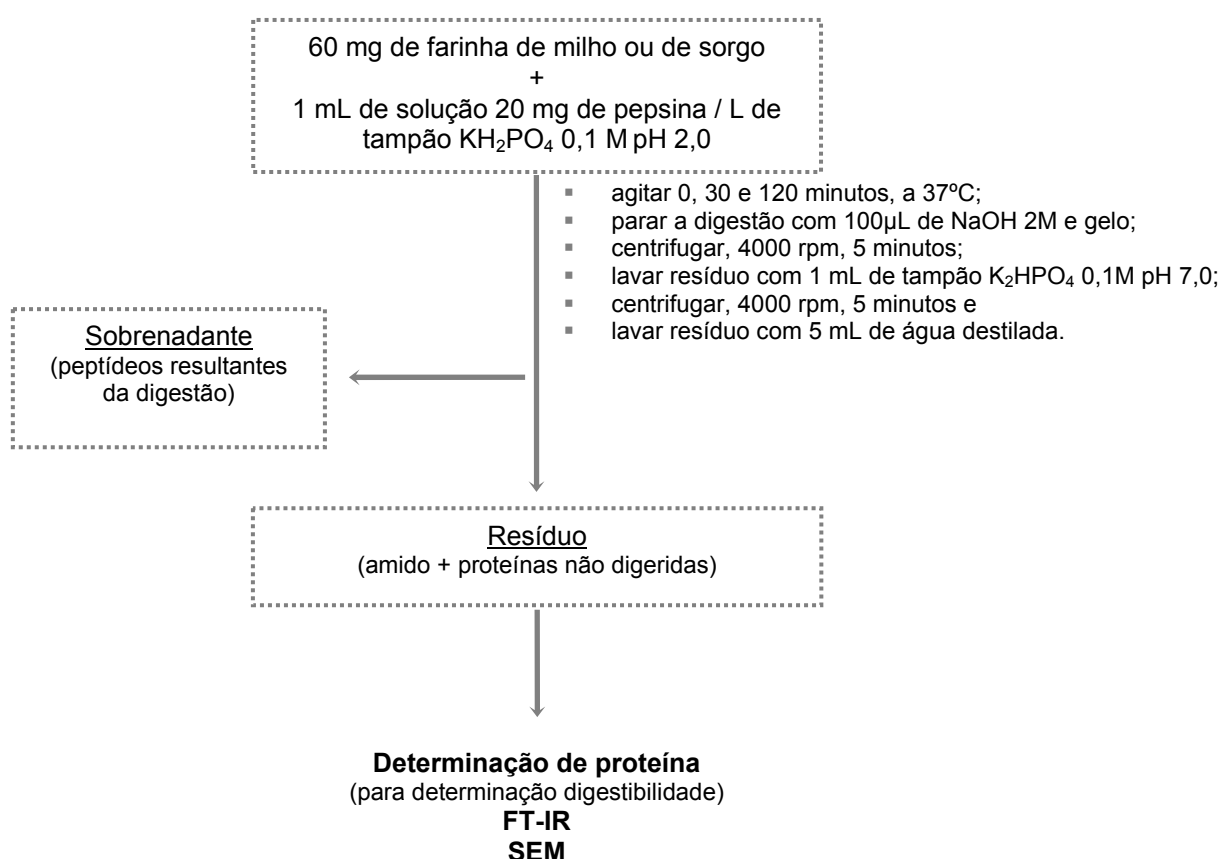 60 mg de farinha de milho ou de sorgo
+
1 mL de solução 20 mg de pepsina / L de
tampão KH₂PO₄ 0,1 M pH 2,0
▪ agitar 0, 30 e 120 minutos, a 37ºC;
▪ parar a digestão com 100µL de NaOH 2M e gelo;
▪ centrifugar, 4000 rpm, 5 minutos;
▪ lavar resíduo com 1 mL de tampão K₂HPO₄ 0,1M pH 7,0;
▪ centrifugar, 4000 rpm, 5 minutos e
▪ lavar resíduo com 5 mL de água destilada.
Sobrenadante
(peptídeos resultantes
da digestão)
Resíduo
(amido + proteínas não digeridas)
Determinação de proteína
(para determinação digestibilidade)
FT-IR
SEM